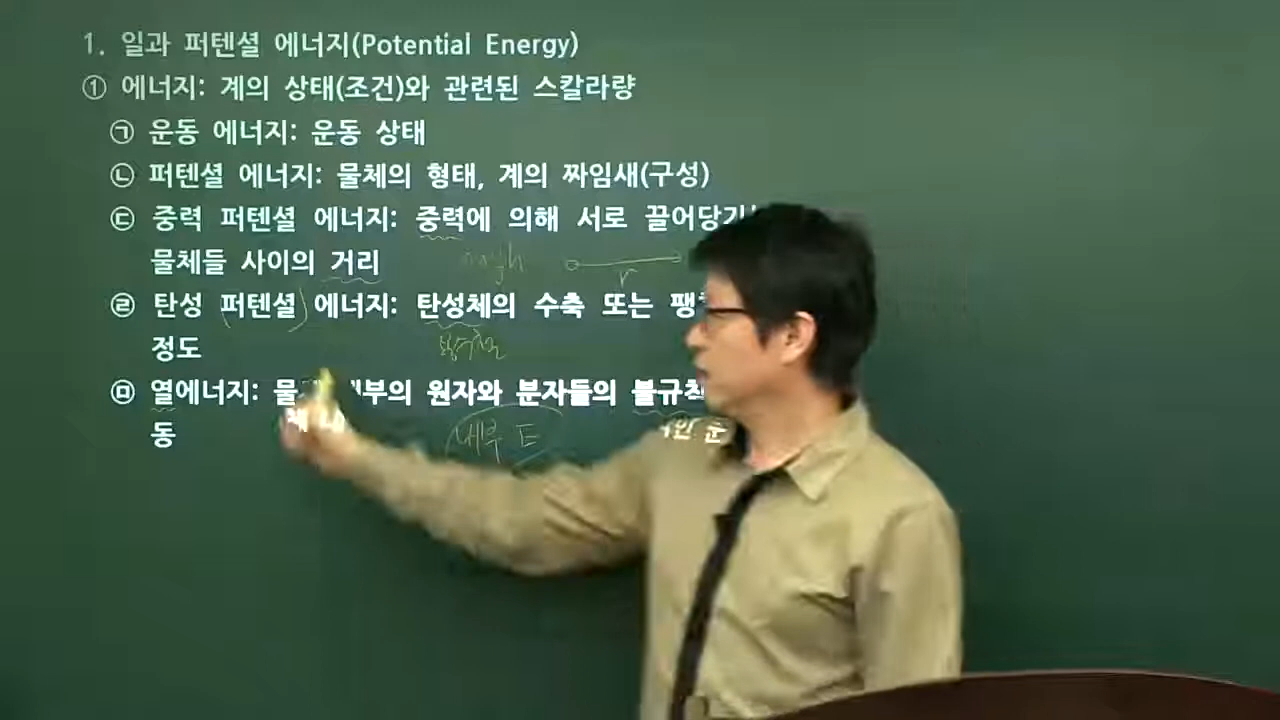 1. 일과 퍼텐셜 에너지(Potential Energy)
① 에너지: 계의 상태(조건)와 관련된 스칼라량
㉠ 운동 에너지: 운동 상태
㉡ 퍼텐셜 에너지: 물체의 형태, 계의 짜임새(구성)
㉢ 중력 퍼텐셜 에너지: 중력에 의해 서로 끌어당기
물체들 사이의 거리
r
㉣ 탄성 퍼텐셜 에너지: 탄성체의 수축 또는
정도
㉤ 열에너지: 물체 내부의 원자와 분자들의 불규칙
동
내부 E